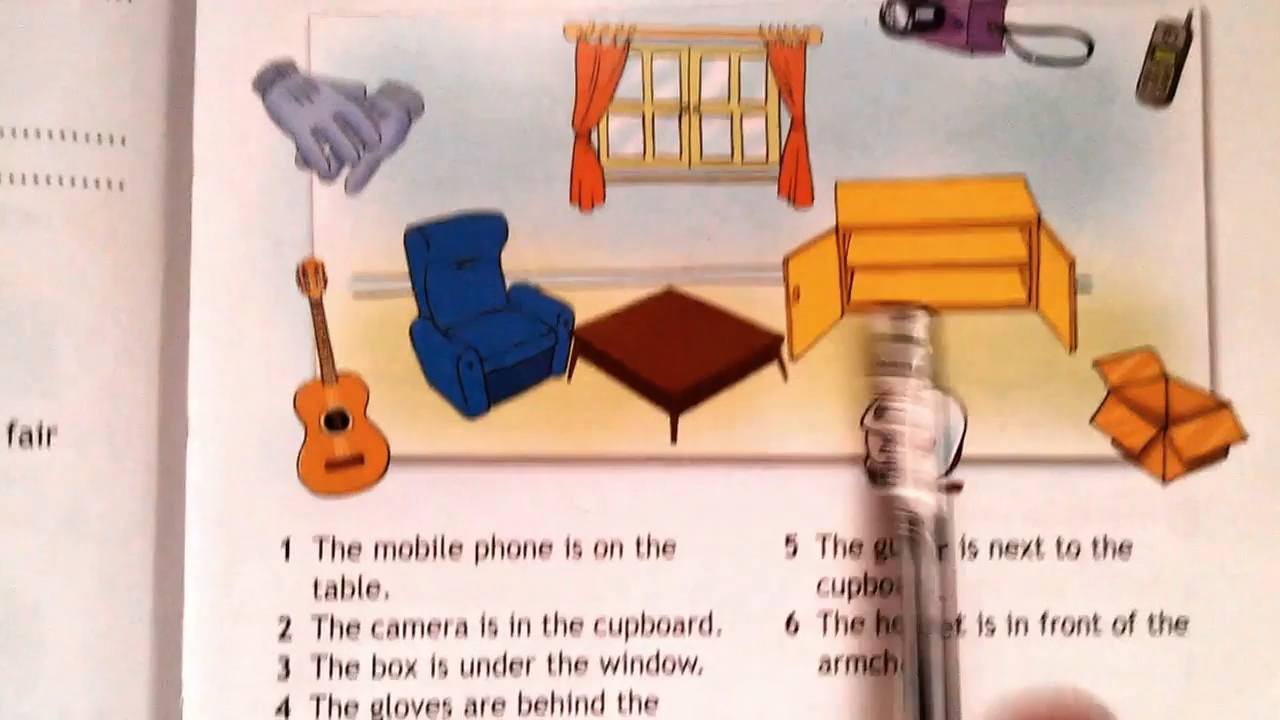 fair
1 The mobile phone is on the
table.
2 The camera is in the cupboard.
3 The box is under the window.
4 The gloves are behind the
5 The is next to the
6 The is in front of the